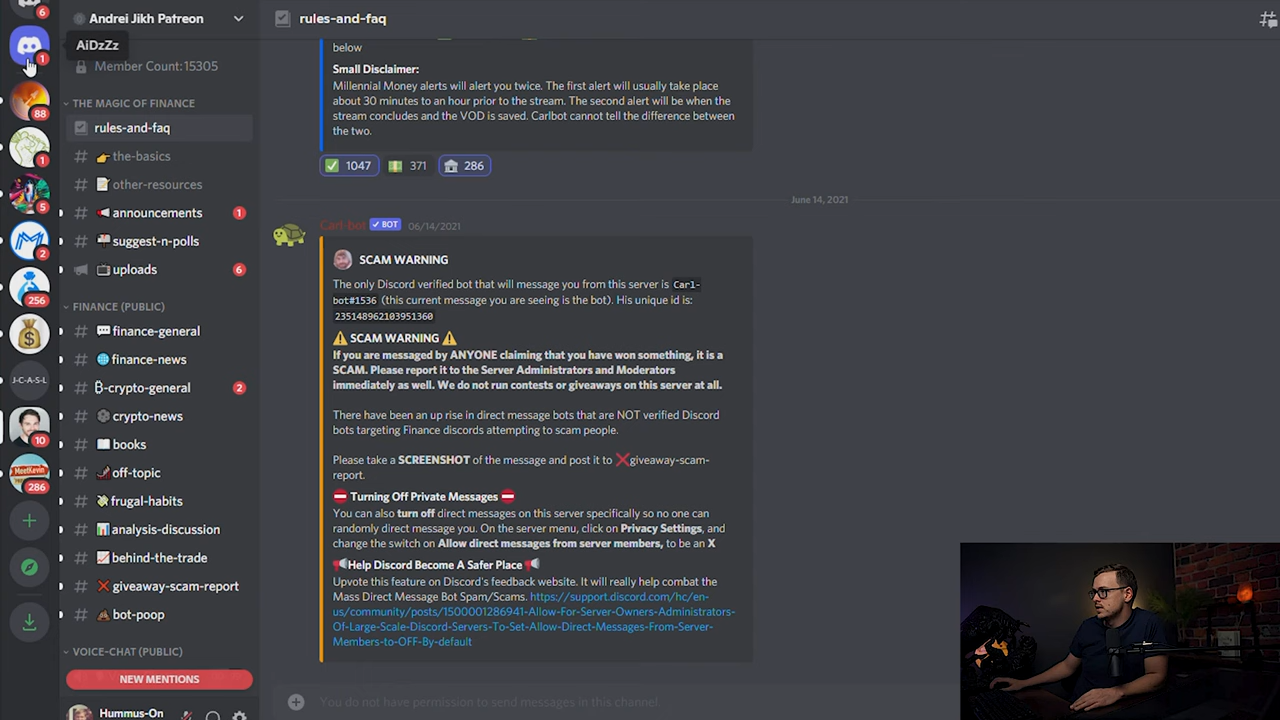 6
AiDzZz
1
88
1
5
2
256
J-C-A-S-L
10
MeetKevin
286
Andrei Jikh Patreon
Member Count:15305
THE MAGIC OF FINANCE
rules-and-faq
the-basics
other-resources
announcements 1
suggest-n-polls
uploads 6
FINANCE (PUBLIC)
finance-general
finance-news
₿-crypto-general 2
crypto-news
books
off-topic
frugal-habits
analysis-discussion
behind-the-trade
giveaway-scam-report
bot-poop
VOICE-CHAT (PUBLIC)
NEW MENTIONS
Hummus-On
rules-and-faq
below
Small Disclaimer:
Millennial Money alerts will alert you twice. The first alert will usually take place
about 30 minutes to an hour prior to the stream. The second alert will be when the
stream concludes and the VOD is saved. Carlbot cannot tell the difference between
the two.
1047 371 286
June 14, 2021
Carl-bot BOT 06/14/2021
SCAM WARNING
The only Discord verified bot that will message you from this server is Carl-
bot#1536 (this current message you are seeing is the bot). His unique id is:
235148962103951360
SCAM WARNING
If you are messaged by ANYONE claiming that you have won something, it is a
SCAM. Please report it to the Server Administrators and Moderators
immediately as well. We do not run contests or giveaways on this server at all.
There have been an up rise in direct message bots that are NOT verified Discord
bots targeting Finance discords attempting to scam people.
Please take a SCREENSHOT of the message and post it to ❌giveaway-scam-
report.
Turning Off Private Messages
You can also turn off direct messages on this server specifically so no one can
randomly direct message you. On the server menu, click on Privacy Settings, and
change the switch on Allow direct messages from server members, to be an X
Help Discord Become A Safer Place
Upvote this feature on Discord's feedback website. It will really help combat the
Mass Direct Message Bot Spam/Scams. https://support.discord.com/hc/en-
us/community/posts/1500001286941-Allow-For-Server-Owners-Administrators-
Of-Large-Scale-Discord-Servers-To-Set-Allow-Direct-Messages-From-Server-
Members-to-OFF-By-default
You do not have permission to send messages in this channel.